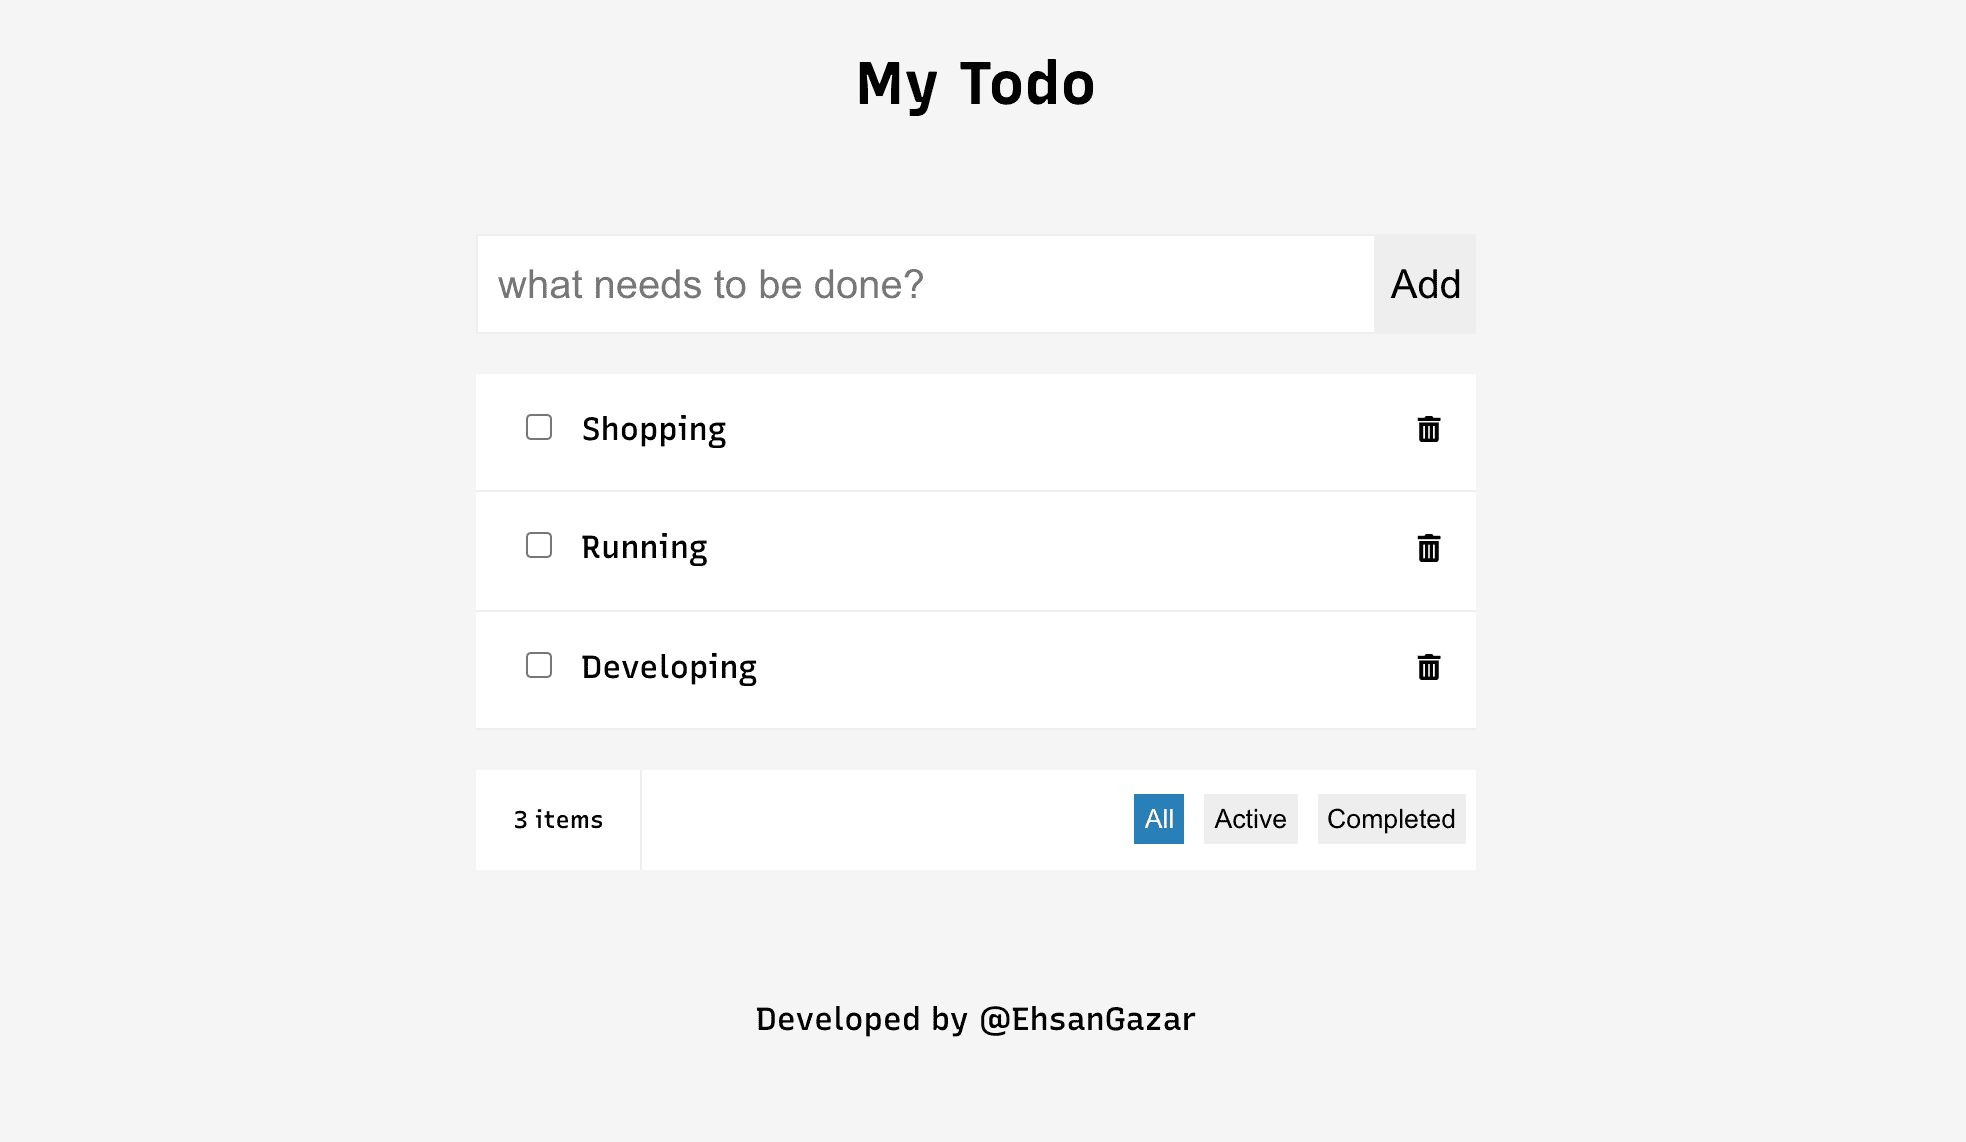 My Todo
what needs to be done? Add
Shopping
Running
Developing
3 items All Active Completed
Developed by @EhsanGazar